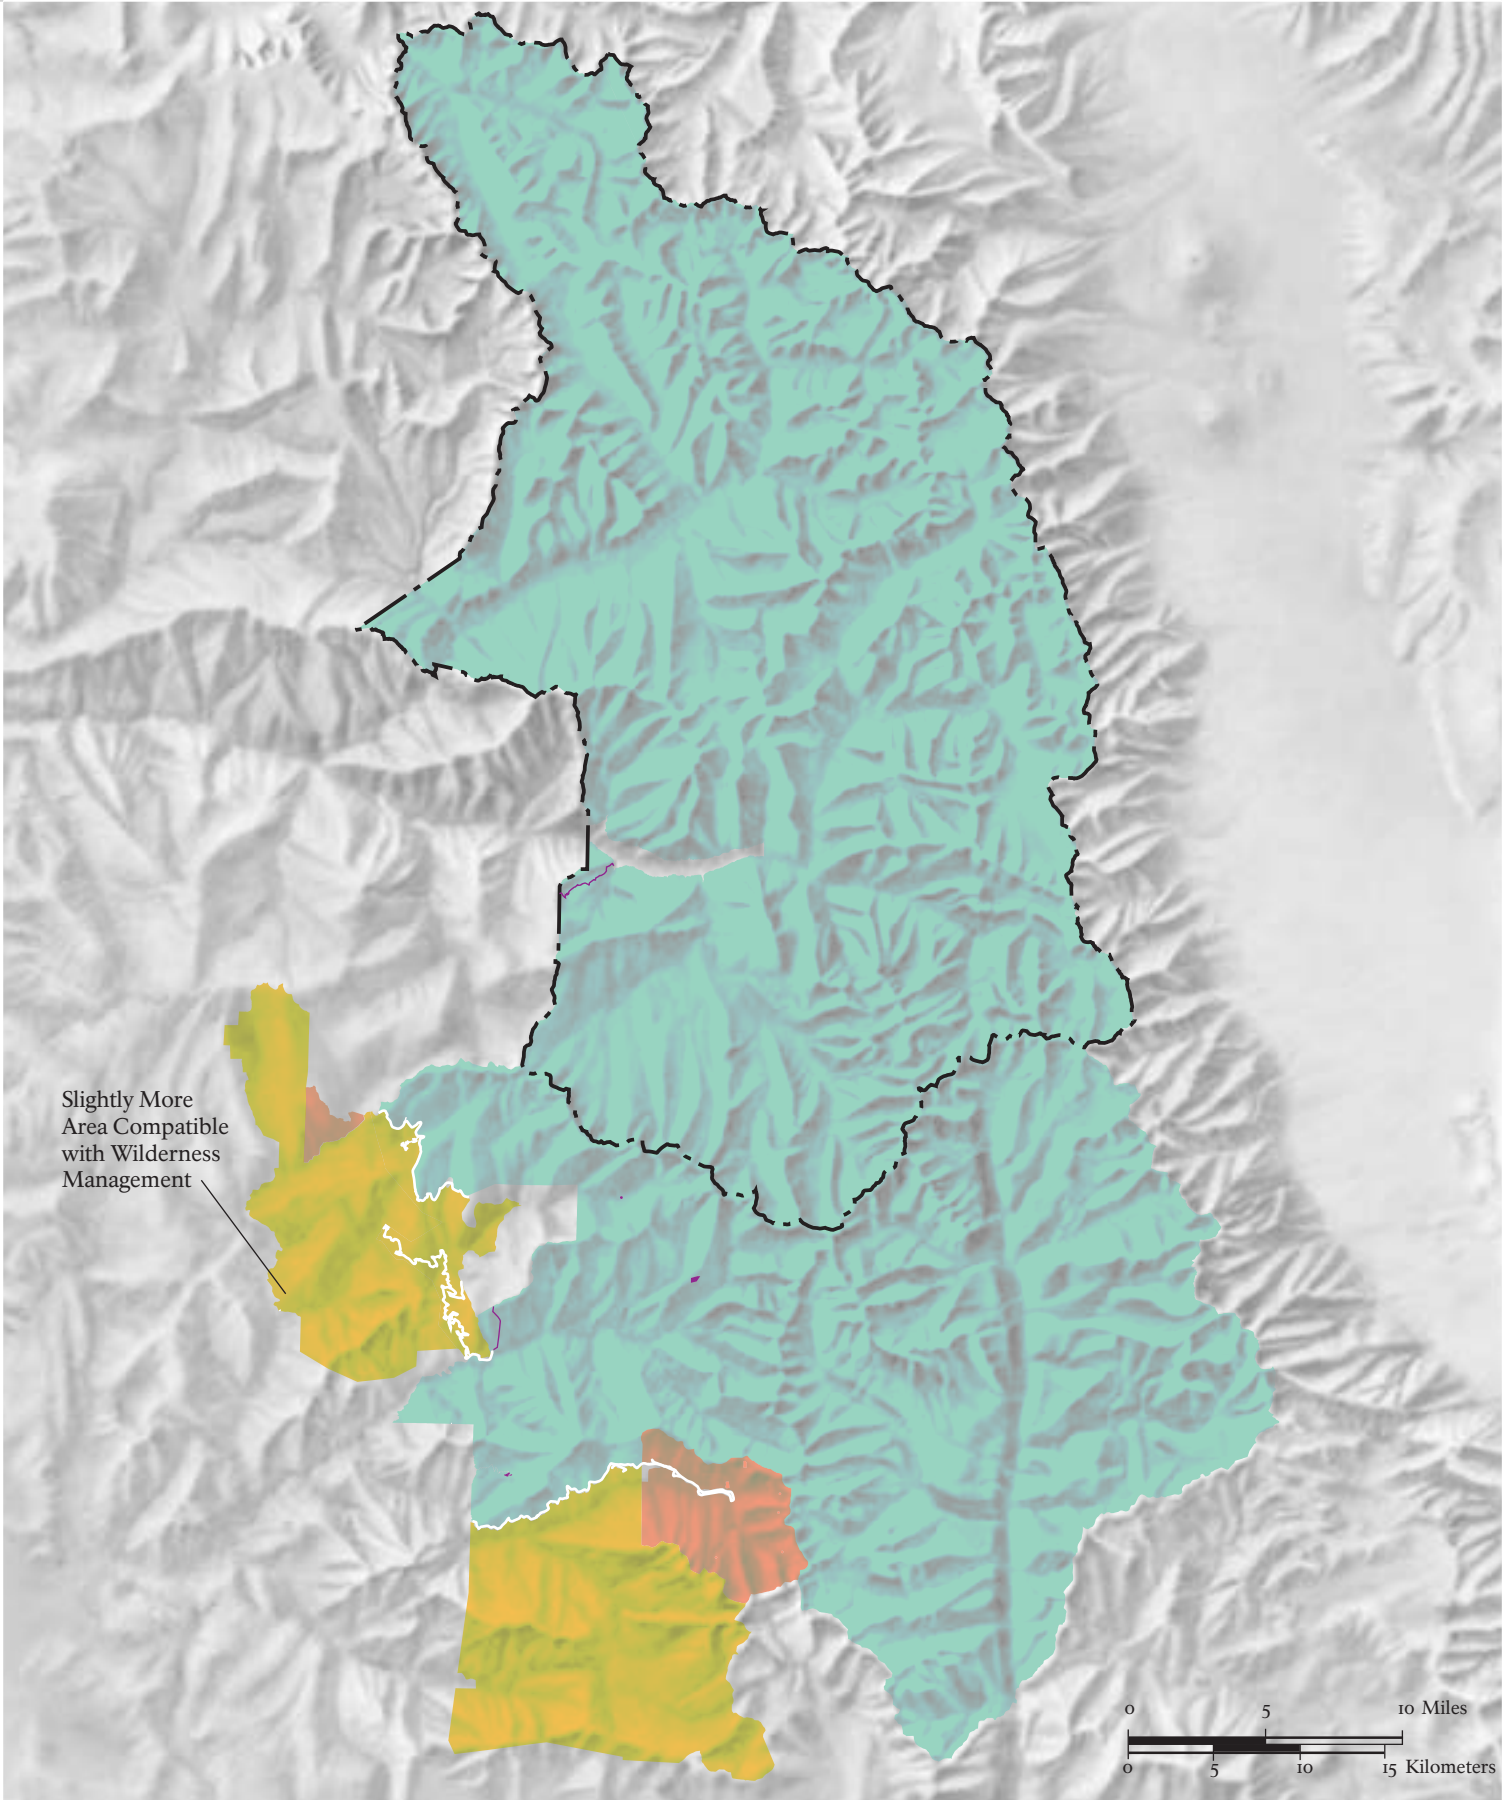 Slightly More
Area Compatible
with Wilderness
Management
0 5 10 Miles
0 5 10 15 Kilometers